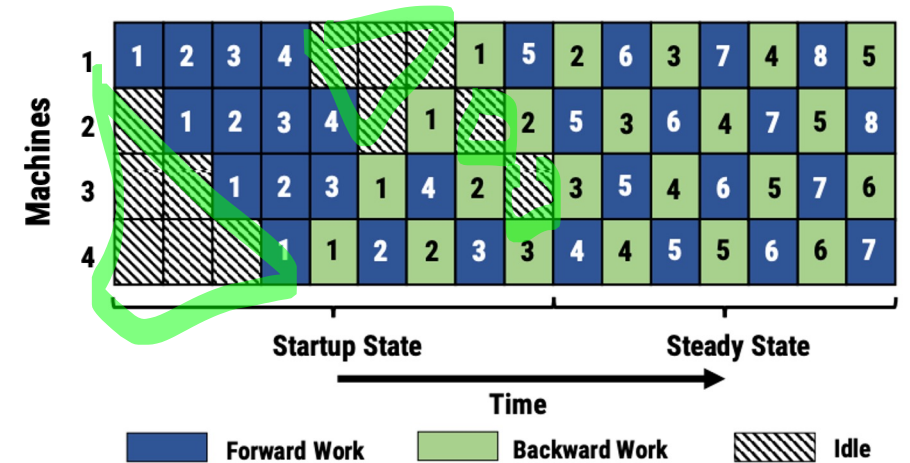 1 1 2 3 4 1 5 2 6 3 7 4 8 5
2 1 2 3 4 1 2 5 3 6 4 7 5 8
3 1 2 3 1 4 2 3 5 4 6 5 7 6
4 1 1 2 2 3 3 4 4 5 5 6 6 7
Machines
Startup State Steady State
Time
Forward Work Backward Work Idle